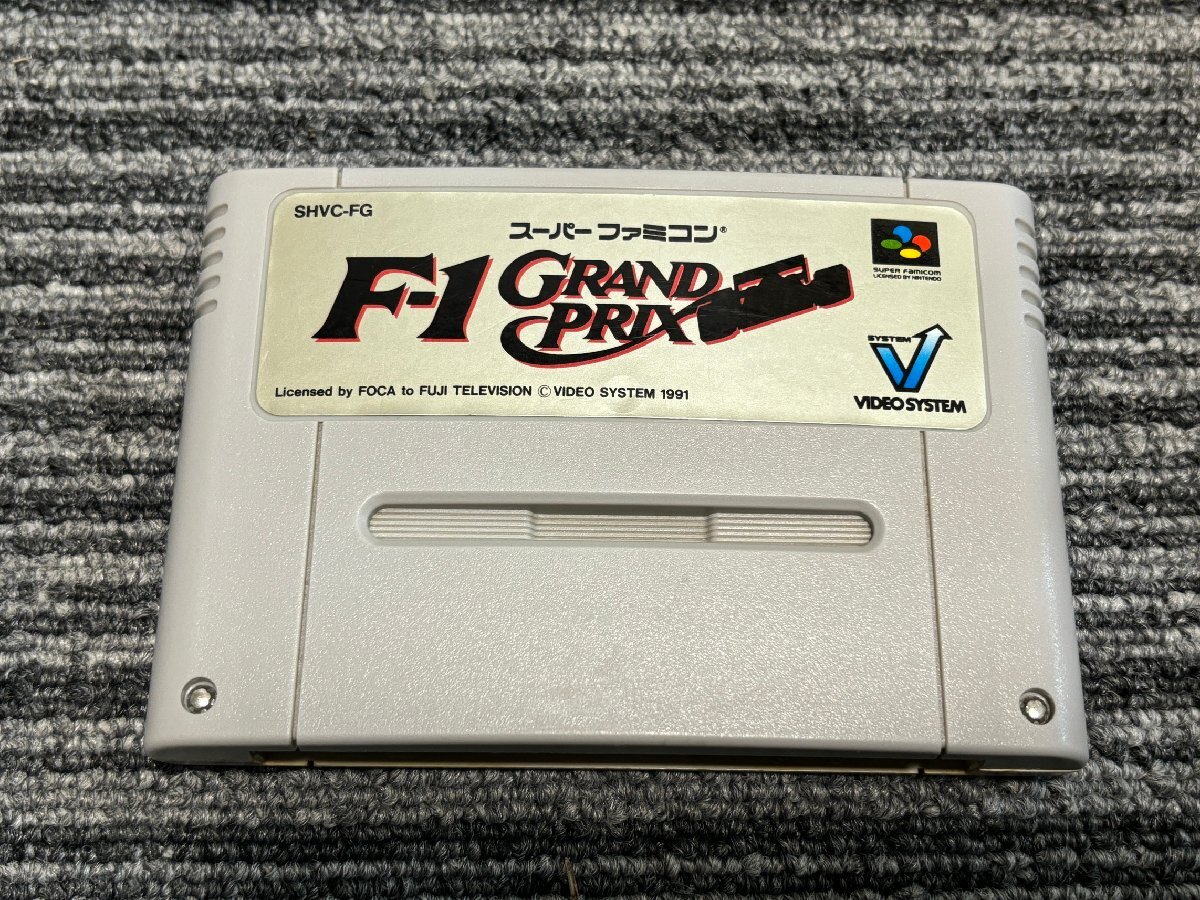 SHVC-FG
スーパーファミコン®
F-1 GRAND PRIX
SUPER FAMICOM
LICENSED BY NINTENDO
SYSTEM
V
VIDEO SYSTEM
Licensed by FOCA to FUJI TELEVISION © VIDEO SYSTEM 1991